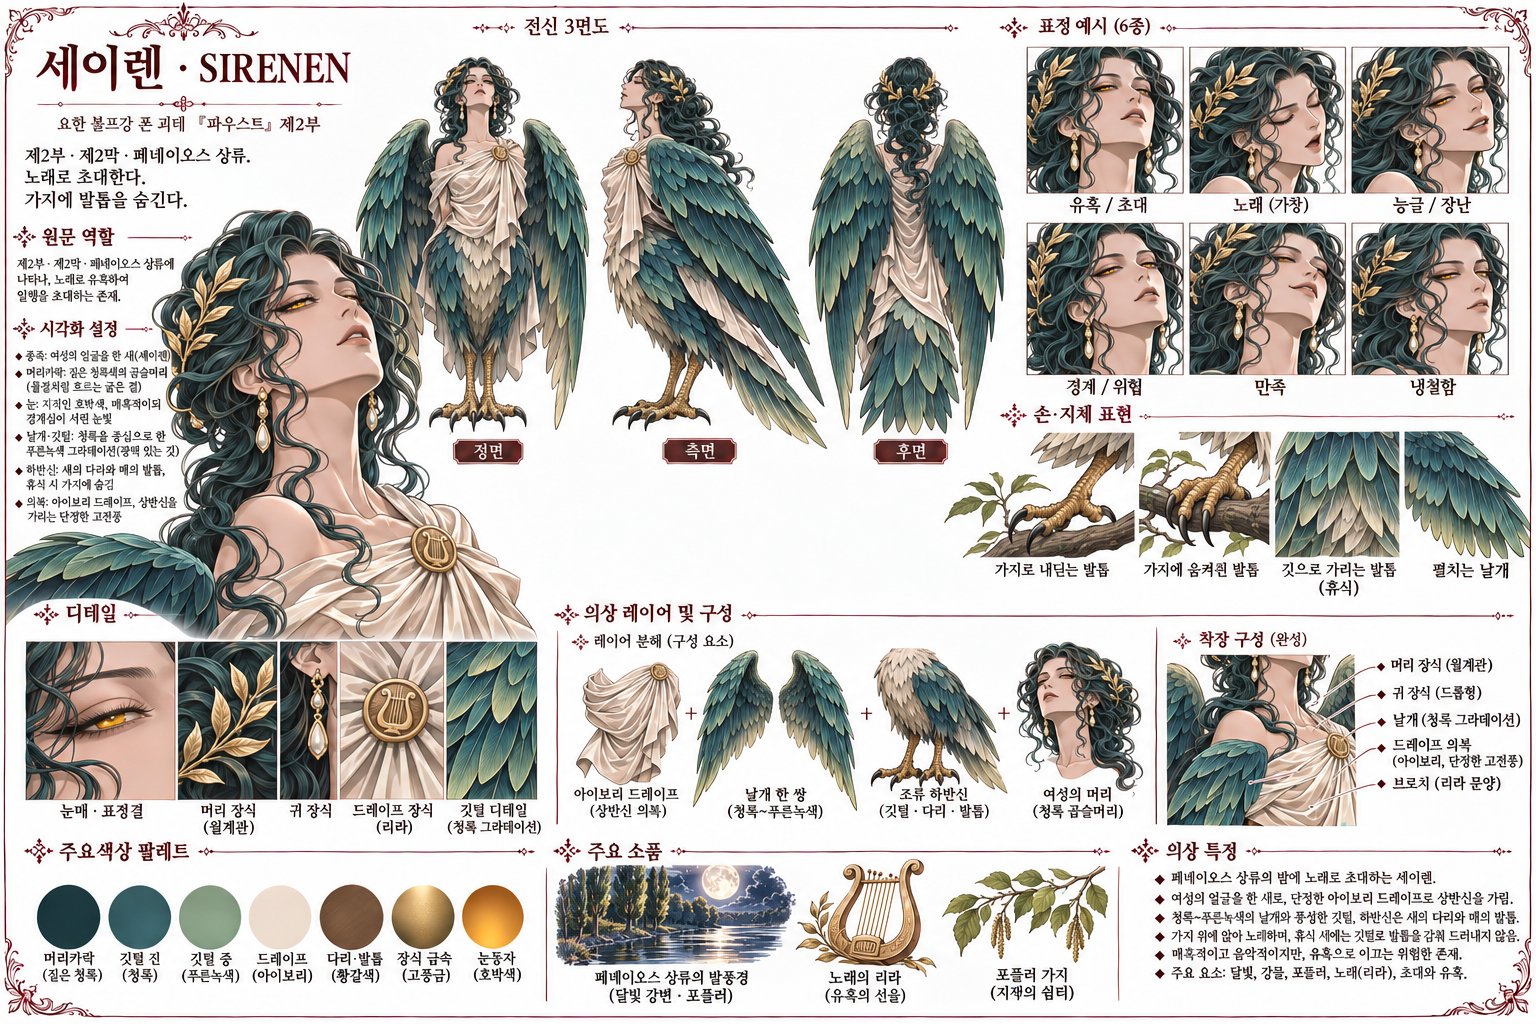 세이렌 · SIRENEN
요한 볼프강 폰 괴테 『파우스트』 제2부
제2부 · 제2막 · 페네이오스 상류.
노래로 초대한다.
가지에 발톱을 숨긴다.
원문 역할
제2부 · 제2막 · 페네이오스 상류에
나타나, 노래로 유혹하여
일행을 초대하는 존재.
시각화 설정
◆ 종족: 여성의 얼굴을 한 새(세이렌)
◆ 머리카락: 짙은 청록색의 곱슬머리
(물결처럼 흐르는 굵은 결)
◆ 눈: 지적인 호박색, 매혹적이되
경계심이 서린 눈빛
◆ 날개·깃털: 청록을 중심으로 한
푸른녹색 그라데이션(광택 있는 깃)
◆ 하반신: 새의 다리와 매의 발톱,
휴식 시 가지에 숨김
◆ 의복: 아이보리 드레이프, 상반신을
가리는 단정한 고전풍
전신 3면도
정면
측면
후면
표정 예시 (6종)
유혹 / 초대
노래 (가창)
능글 / 장난
경계 / 위협
만족
냉철함
손·지체 표현
가지로 내딛는 발톱
가지에 움켜쥔 발톱
깃으로 가리는 발톱
(휴식)
펼치는 날개
디테일
눈매 · 표정결
머리 장식
(월계관)
귀 장식
드레이프 장식
(리라)
깃털 디테일
(청록 그라데이션)
의상 레이어 및 구성
레이어 분해 (구성 요소)
아이보리 드레이프
(상반신 의복)
+
날개 한 쌍
(청록~푸른녹색)
+
조류 하반신
(깃털 · 다리 · 발톱)
+
여성의 머리
(청록 곱슬머리)
착장 구성 (완성)
◆ 머리 장식 (월계관)
◆ 귀 장식 (드롭형)
◆ 날개 (청록 그라데이션)
◆ 드레이프 의복
(아이보리, 단정한 고전풍)
◆ 브로치 (리라 문양)
주요색상 팔레트
머리카락
(짙은 청록)
깃털 진
(청록)
깃털 중
(푸른녹색)
드레이프
(아이보리)
다리·발톱
(황갈색)
장식 금속
(고풍금)
눈동자
(호박색)
주요 소품
페네이오스 상류의 발풍경
(달빛 강변 · 포플러)
노래의 리라
(유혹의 선율)
포플러 가지
의상 특정
◆ 페네이오스 상류의 밤에 노래로 초대하는 세이렌.
◆ 여성의 얼굴을 한 새로, 단정한 아이보리 드레이프로 상반신을 가림.
◆ 청록~푸른녹색의 날개와 풍성한 깃털, 하반신은 새의 다리와 매의 발톱.
◆ 가지 위에 앉아 노래하며, 휴식 시에는 깃털로 발톱을 감춰 드러내지 않음.
◆ 매혹적이고 음악적이지만, 유혹으로 이끄는 위험한 존재.
◆ 주요 요소: 달빛, 강물, 포플러, 노래(리라), 초대와 유혹.